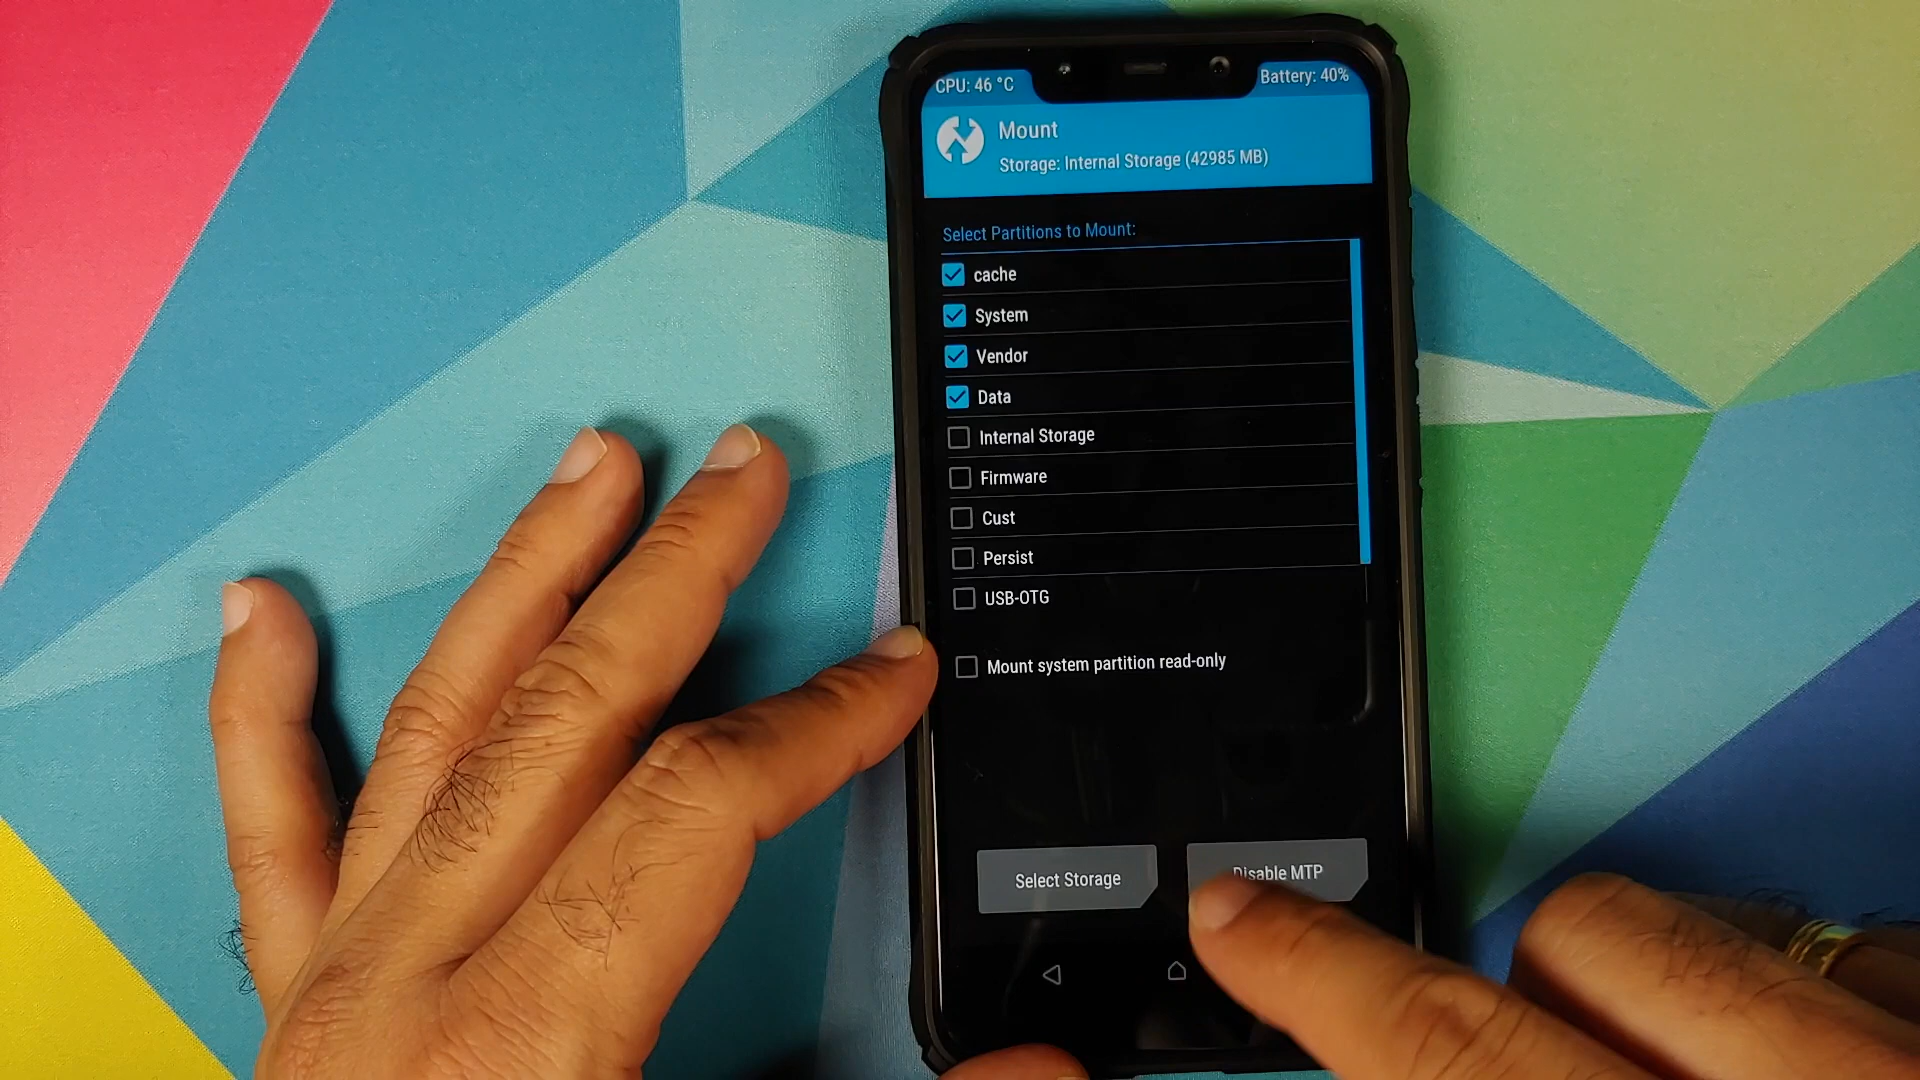 CPU: 46 °C
Battery: 40%
Mount
Storage: Internal Storage (42985 MB)
Select Partitions to Mount:
cache
System
Vendor
Data
Internal Storage
Firmware
Cust
Persist
USB-OTG
Mount system partition read-only
Select Storage
Disable MTP